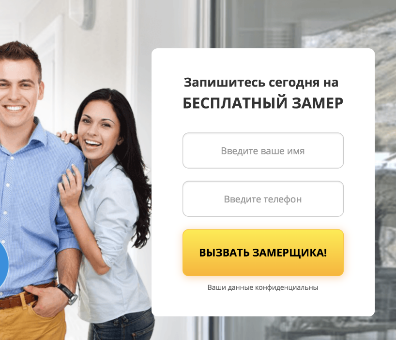 Запишитесь сегодня на
БЕСПЛАТНЫЙ ЗАМЕР
Введите ваше имя
Введите телефон
ВЫЗВАТЬ ЗАМЕРЩИКА!
Ваши данные конфиденциальны